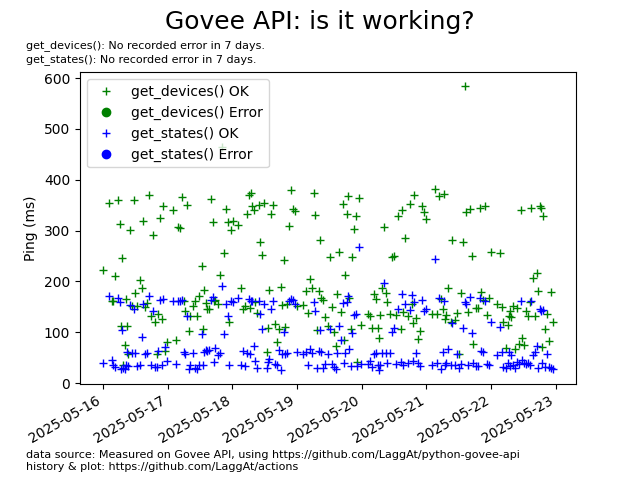 Govee API: is it working?
get_devices(): No recorded error in 7 days.
get_states(): No recorded error in 7 days.
600
500
400
300
200
100
0
Ping (ms)
get_devices() OK
get_devices() Error
get_states() OK
get_states() Error
2025-05-16
2025-05-17
2025-05-18
2025-05-19
2025-05-20
2025-05-21
2025-05-22
2025-05-23
data source: Measured on Govee API, using https://github.com/LaggAt/python-govee-api
history & plot: https://github.com/LaggAt/actions